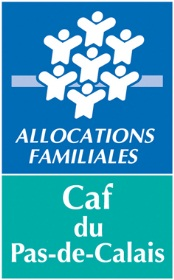 ALLOCATIONS
FAMILIALES
Caf
du
Pas-de-Calais